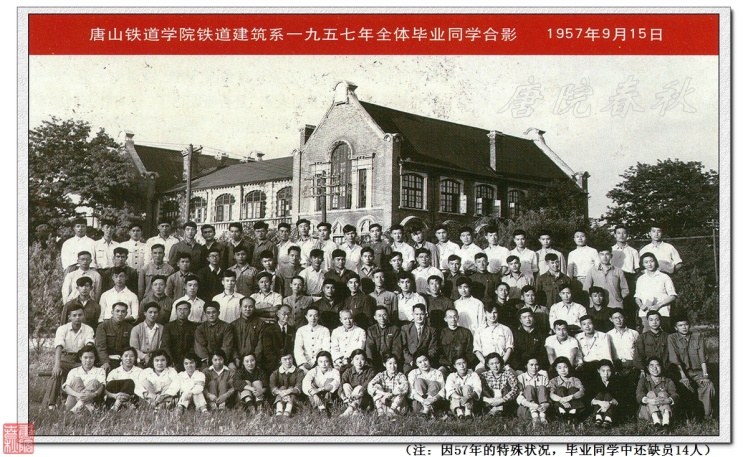 唐山铁道学院铁道建筑系一九五七年全体毕业同学合影 1957年9月15日
唐院春秋
（注：因57年的特殊状况，毕业同学中还缺员14人）